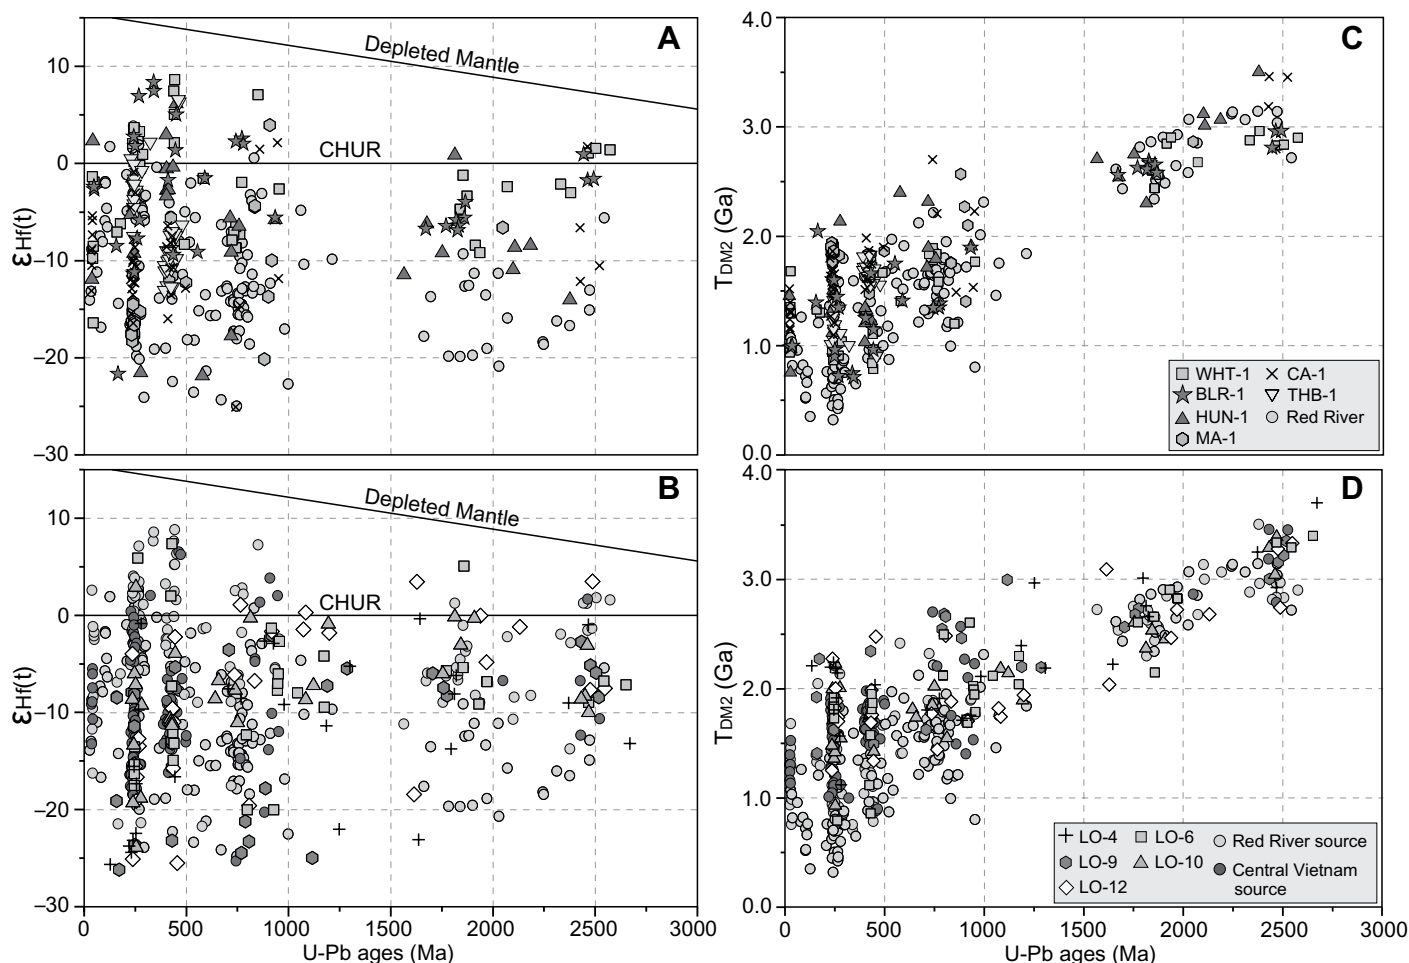 A
Depleted Mantle
CHUR
εHf(t)
10
0
−10
−20
−30
B
Depleted Mantle
CHUR
εHf(t)
10
0
−10
−20
−30
0 500 1000 1500 2000 2500 3000
U-Pb ages (Ma)
C
TDM2 (Ga)
4.0
3.0
2.0
1.0
0.0
WHT-1 CA-1
BLR-1 THB-1
HUN-1 Red River
MA-1
D
TDM2 (Ga)
4.0
3.0
2.0
1.0
0.0
LO-4 LO-6 Red River source
LO-9 LO-10 Central Vietnam
LO-12 source
0 500 1000 1500 2000 2500 3000
U-Pb ages (Ma)